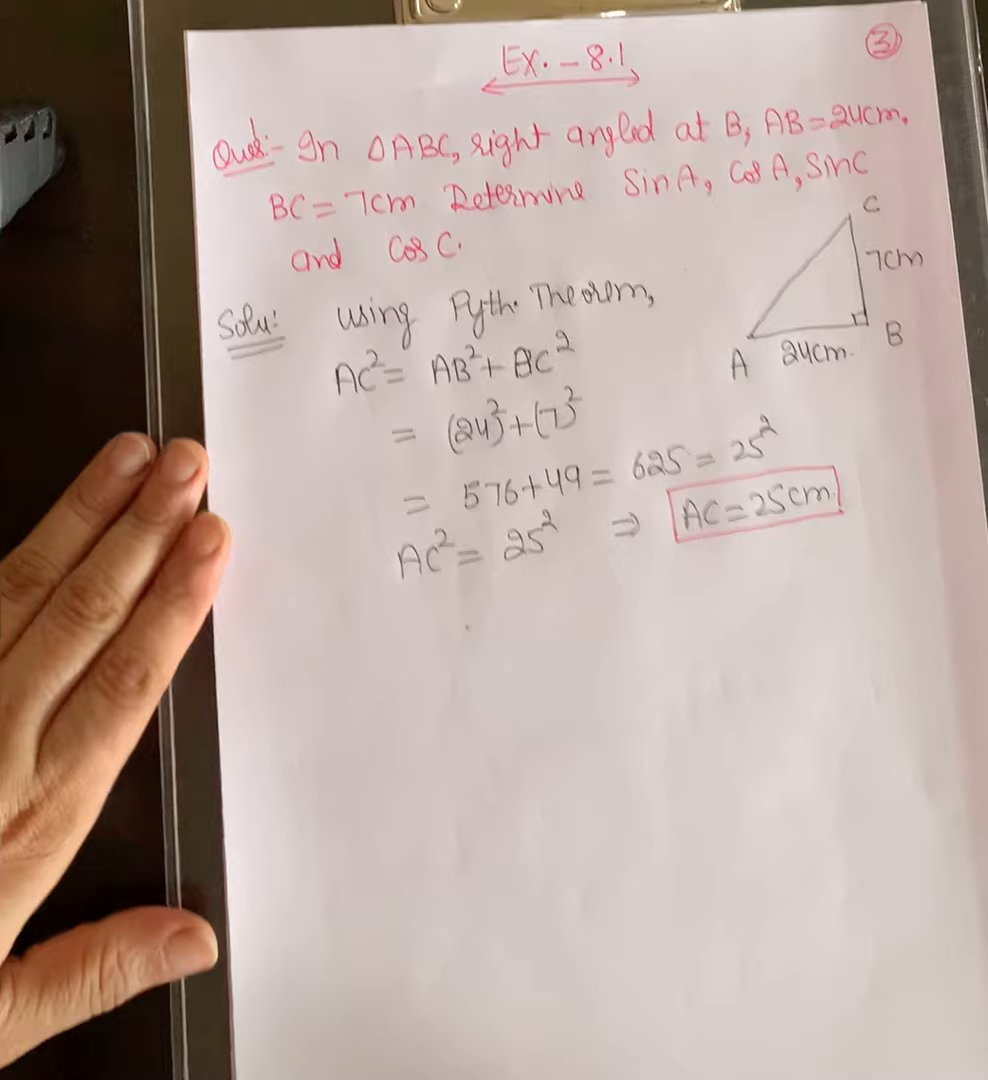 Ex. - 8.1
3
Ques:- In ΔABC, right angled at B, AB = 24cm.
BC = 7cm Determine Sin A, Cos A, Sin C
and Cos C.
C
7cm
B
A
24cm.
Solu: using Pyth. Theorem,
AC² = AB² + BC²
= (24)² + (7)²
= 576 + 49 = 625 = 25²
AC² = 25² ⇒ AC = 25cm.